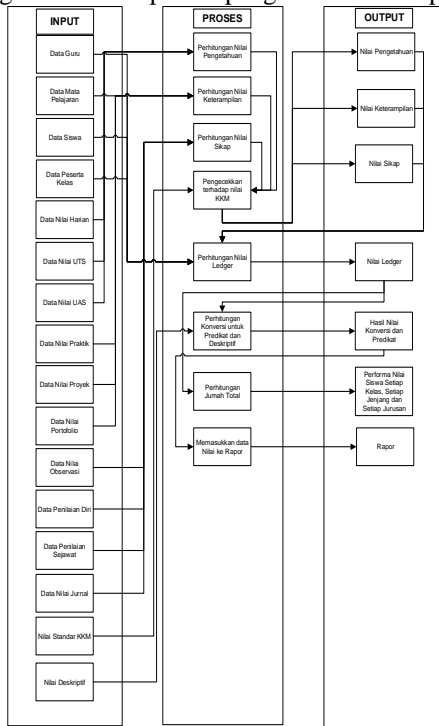 INPUT
Data Guru
Data Mata
Pelajaran
Data Siswa
Data Peserta
Kelas
Data Nilai Harian
Data Nilai UTS
Data Nilai UAS
Data Nilai Praktik
Data Nilai Proyek
Data Nilai
Portofolio
Data Nilai
Observasi
Data Penilaian Diri
Data Penilaian
Sejawat
Data Nilai Jurnal
Nilai Standar KKM
Nilai Deskriptif
PROSES
Perhitungan Nilai
Pengetahuan
Perhitungan Nilai
Keterampilan
Perhitungan Nilai
Sikap
Pengecekkan
terhadap nilai
KKM
Perhitungan Nilai
Ledger
Perhitungan
Konversi untuk
Predikat dan
Deskriptif
Perhitungan
Jumah Total
Memasukkan data
Nilai ke Rapor
OUTPUT
Nilai Pengetahuan
Nilai Keterampilan
Nilai Sikap
Nilai Ledger
Hasil Nilai
Konversi dan
Predikat
Performa Nilai
Siswa Setiap
Kelas, Setiap
Jenjang dan
Setiap Jurusan
Rapor